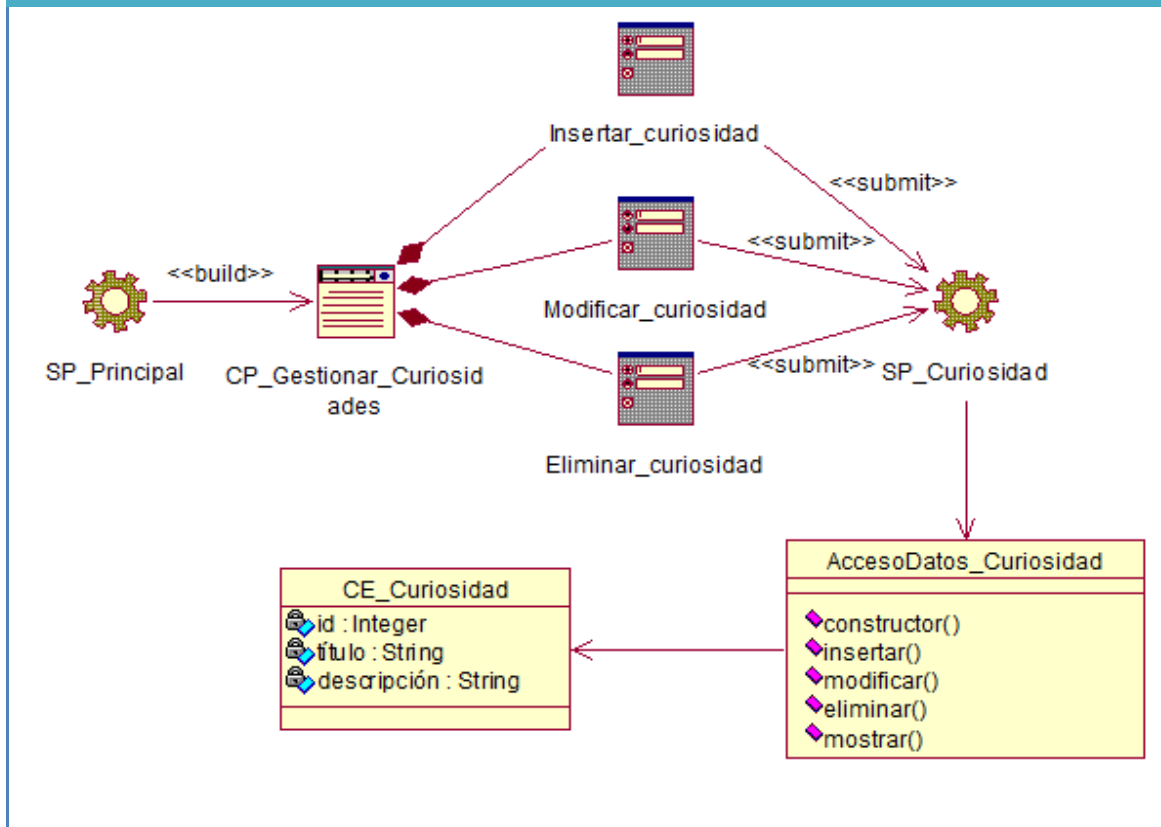 Insertar_curiosidad
<<submit>>
<<submit>>
<<build>>
Modificar_curiosidad
SP_Principal
CP_Gestionar_Curiosid
ades
<<submit>>
SP_Curiosidad
Eliminar_curiosidad
CE_Curiosidad
id : Integer
título : String
descripción : String
AccesoDatos_Curiosidad
constructor()
insertar()
modificar()
eliminar()
mostrar()